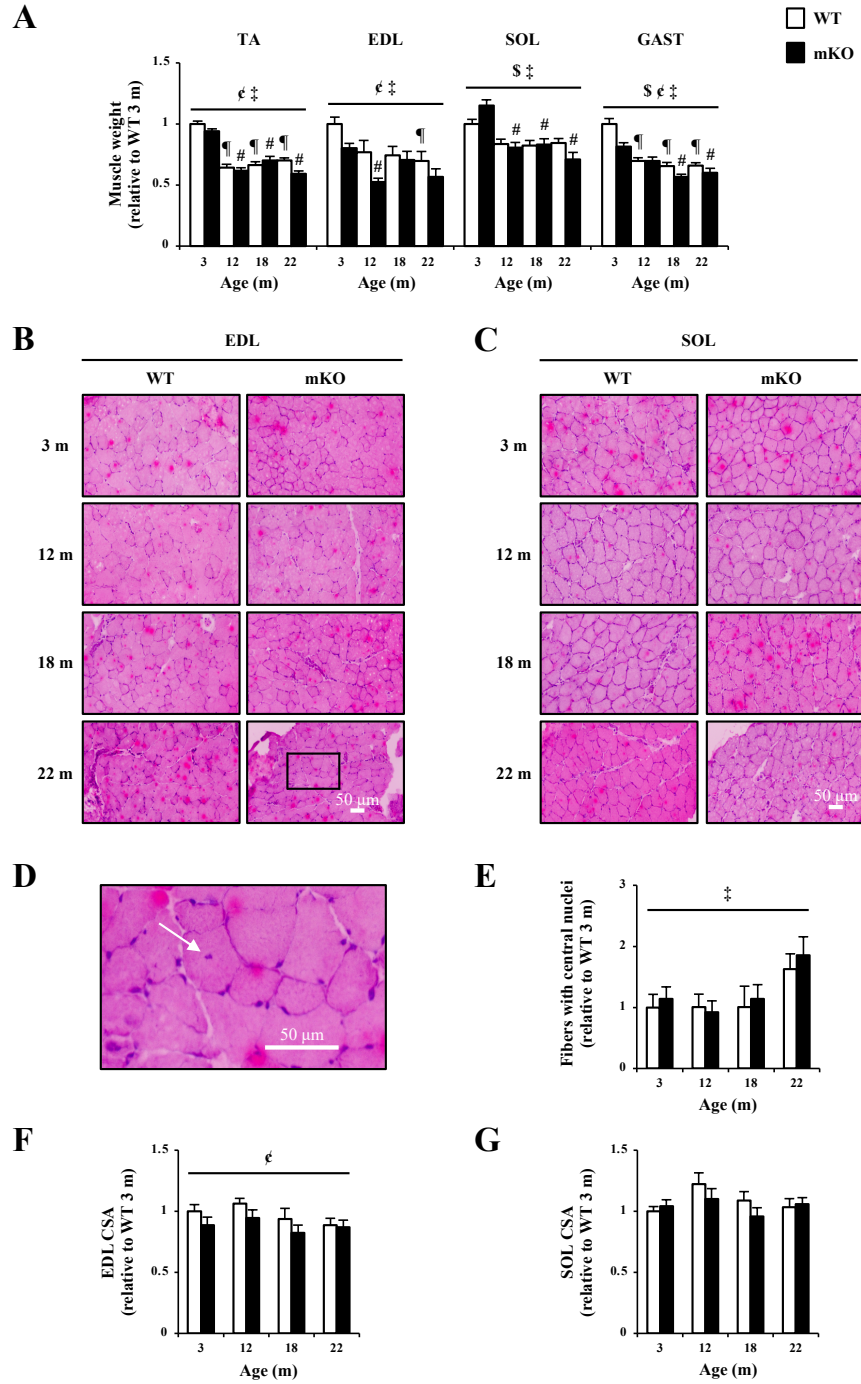 A
WT
mKO
TA EDL SOL GAST
Muscle weight
(relative to WT 3 m)
1.5
1
0.5
0
¢ ‡ ¢ ‡ $ ‡ $ ¢ ‡
¶ # ¶ # ¶ # # ¶ # # # ¶ # ¶ #
3 12 18 22 3 12 18 22 3 12 18 22 3 12 18 22
Age (m) Age (m) Age (m) Age (m)
B
EDL
WT mKO
3 m
12 m
18 m
22 m
50 μm
C
SOL
WT mKO
3 m
12 m
18 m
22 m
50 μm
D
50 μm
E
Fibers with central nuclei
(relative to WT 3 m)
3
2
1
0
‡
3 12 18 22
Age (m)
F
EDL CSA
(relative to WT 3 m)
1.5
1
0.5
0
¢
3 12 18 22
Age (m)
G
SOL CSA
(relative to WT 3 m)
1.5
1
0.5
0
3 12 18 22
Age (m)